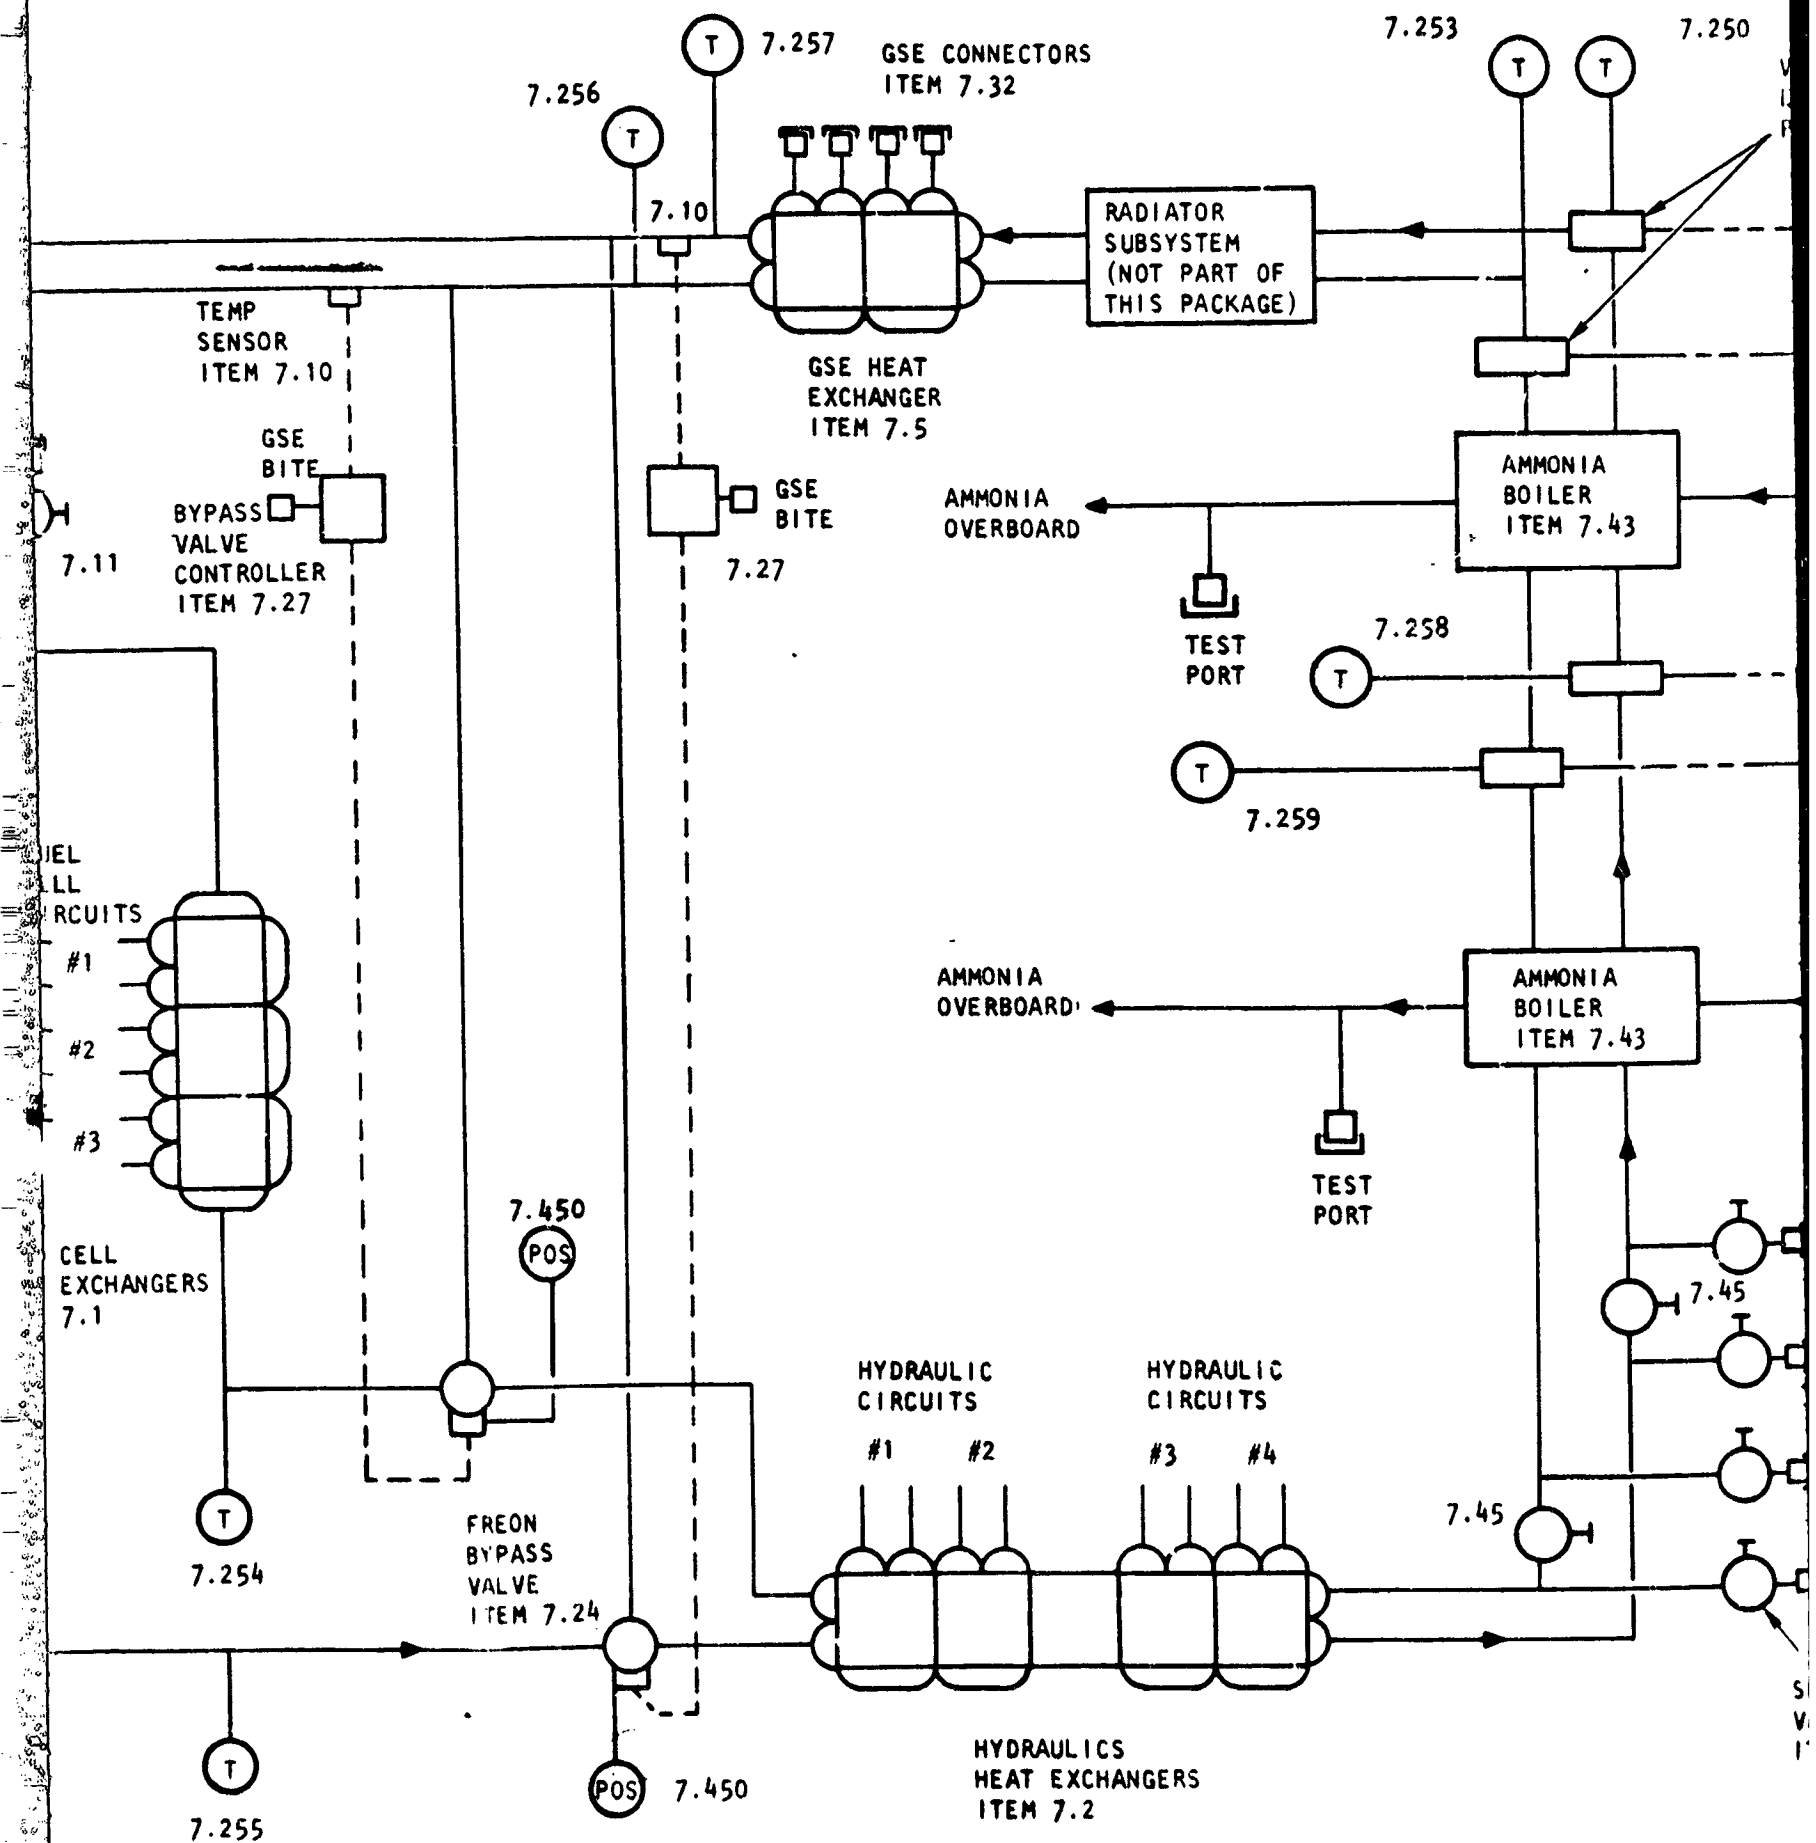 T
7.257
GSE CONNECTORS
ITEM 7.32
7.253
7.250
T
T
7.256
T
7.10
RADIATOR
SUBSYSTEM
(NOT PART OF
THIS PACKAGE)
TEMP
SENSOR
ITEM 7.10
GSE HEAT
EXCHANGER
ITEM 7.5
GSE
BITE
BYPASS
VALVE
CONTROLLER
ITEM 7.27
GSE
BITE
7.27
AMMONIA
OVERBOARD
AMMONIA
BOILER
ITEM 7.43
7.11
TEST
PORT
7.258
T
T
7.259
UEL
LL
RCUITS
#1
#2
#3
AMMONIA
OVERBOARD
AMMONIA
BOILER
ITEM 7.43
TEST
PORT
CELL
EXCHANGERS
7.1
7.450
POS
7.45
HYDRAULIC
CIRCUITS
#1
#2
HYDRAULIC
CIRCUITS
#3
#4
7.45
T
7.254
FREON
BYPASS
VALVE
ITEM 7.24
T
7.255
POS
7.450
HYDRAULICS
HEAT EXCHANGERS
ITEM 7.2